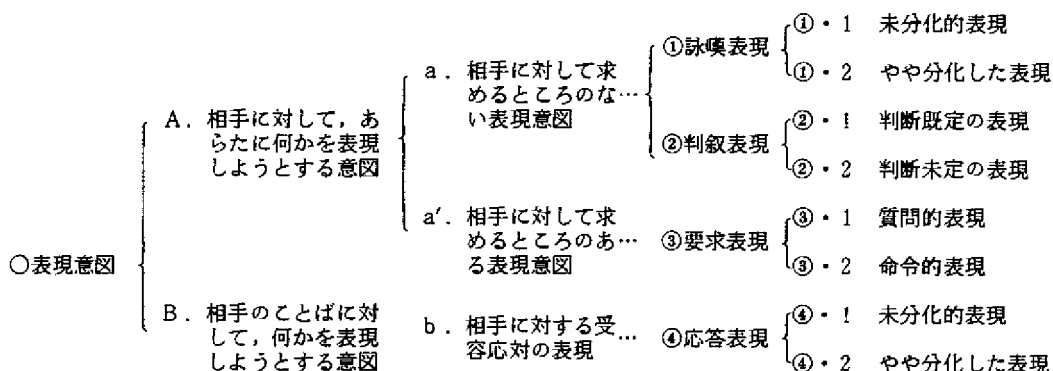 ○表現意図
A．相手に対して，あ
らたに何かを表現
しようとする意図
a．相手に対して求
めるところのな…
い表現意図
①詠嘆表現
①・1 未分化的表現
①・2 やや分化した表現
②判叙表現
②・1 判断既定の表現
②・2 判断未定の表現
a′．相手に対して求
めるところのあ…
る表現意図
③要求表現
③・1 質問的表現
③・2 命令的表現
B．相手のことばに対
して，何かを表現
しようとする意図
b．相手に対する受
容応対の表現…
④応答表現
④・1 未分化的表現
④・2 やや分化した表現